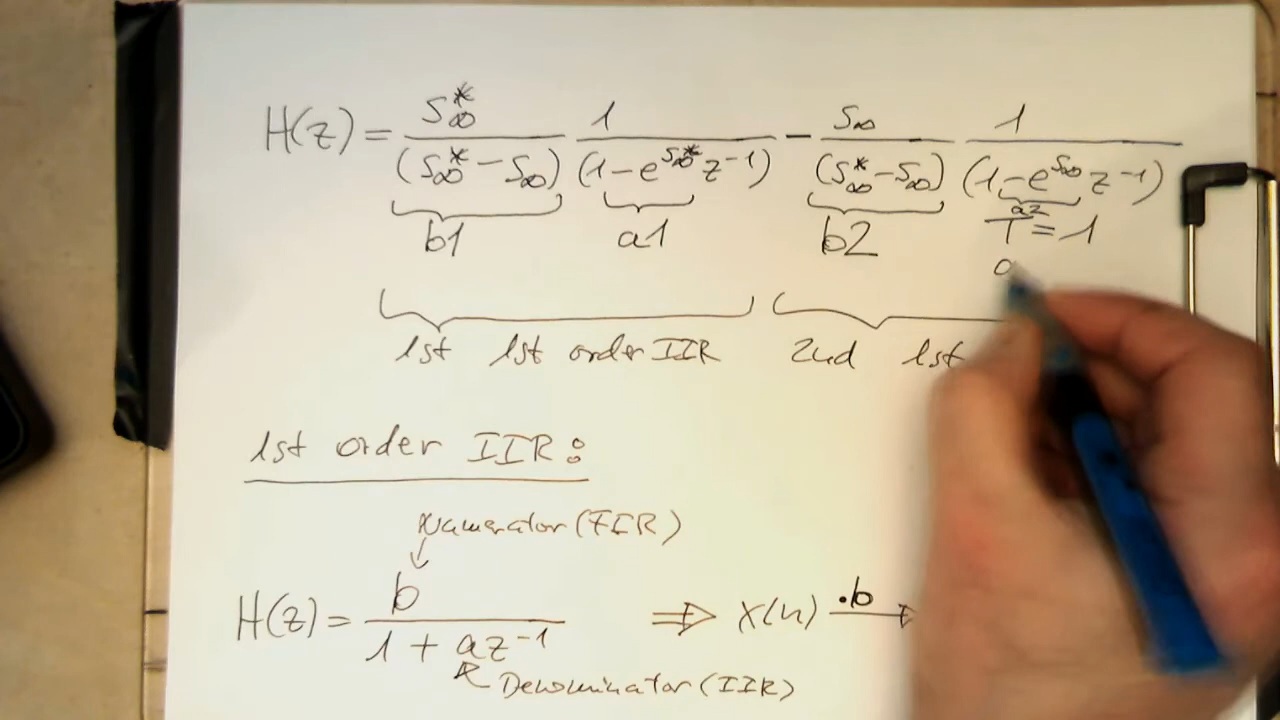 H(z) = S∞* / (S∞* − S∞) 1 / (1 − e^{S∞*} z^{−1}) − S∞ / (S∞* − S∞) 1 / (1 − e^{S∞} z^{−1})
b1 a1 b2 a2
T = 1
1st 1st order IIR 2nd 1st
1st order IIR:
Numerator (FIR)
H(z) = b / (1 + az^{−1}) ⇒ x(n) ·b →
Denominator (IIR)